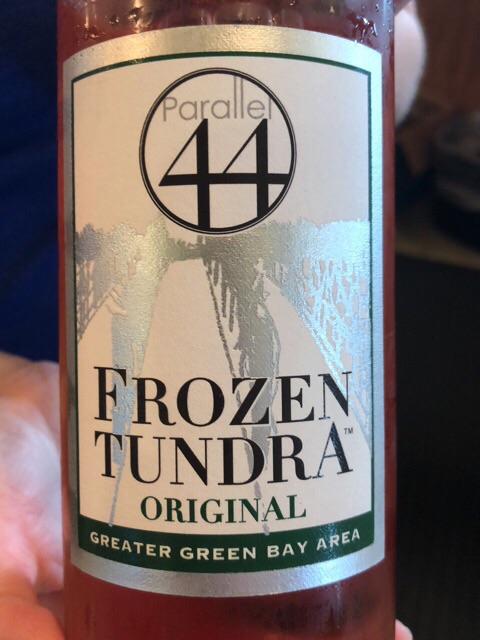 Parallel
44
FROZEN
TUNDRA™
ORIGINAL
GREATER GREEN BAY AREA